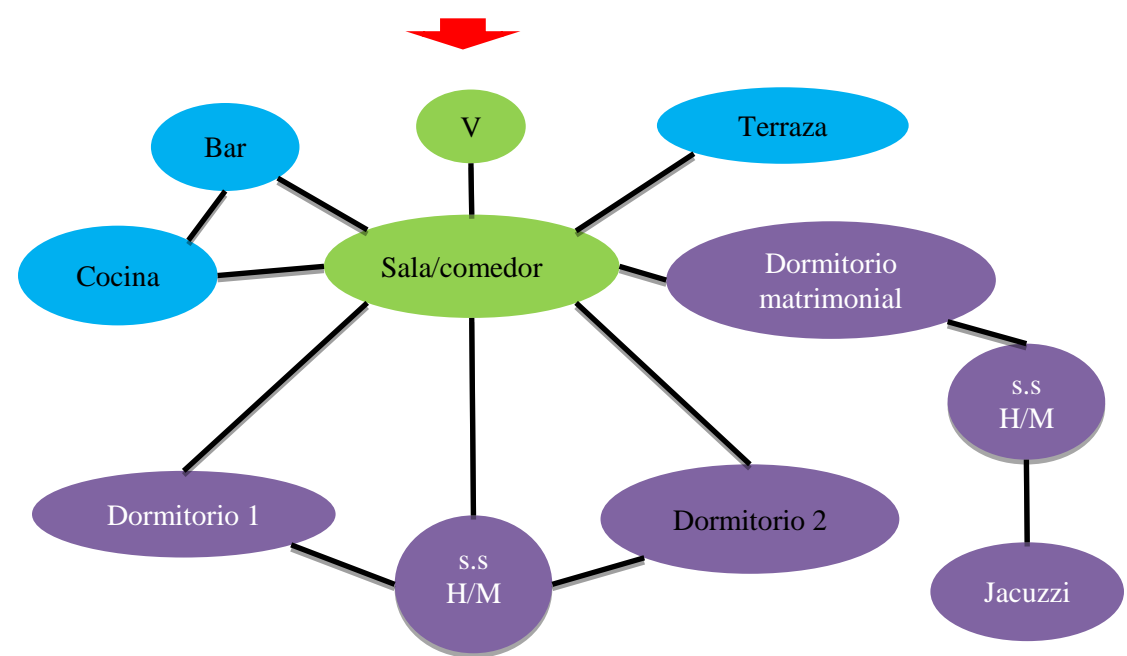 V
Terraza
Bar
Sala/comedor
Cocina
Dormitorio
matrimonial
s.s
H/M
Dormitorio 1
Dormitorio 2
s.s
H/M
Jacuzzi